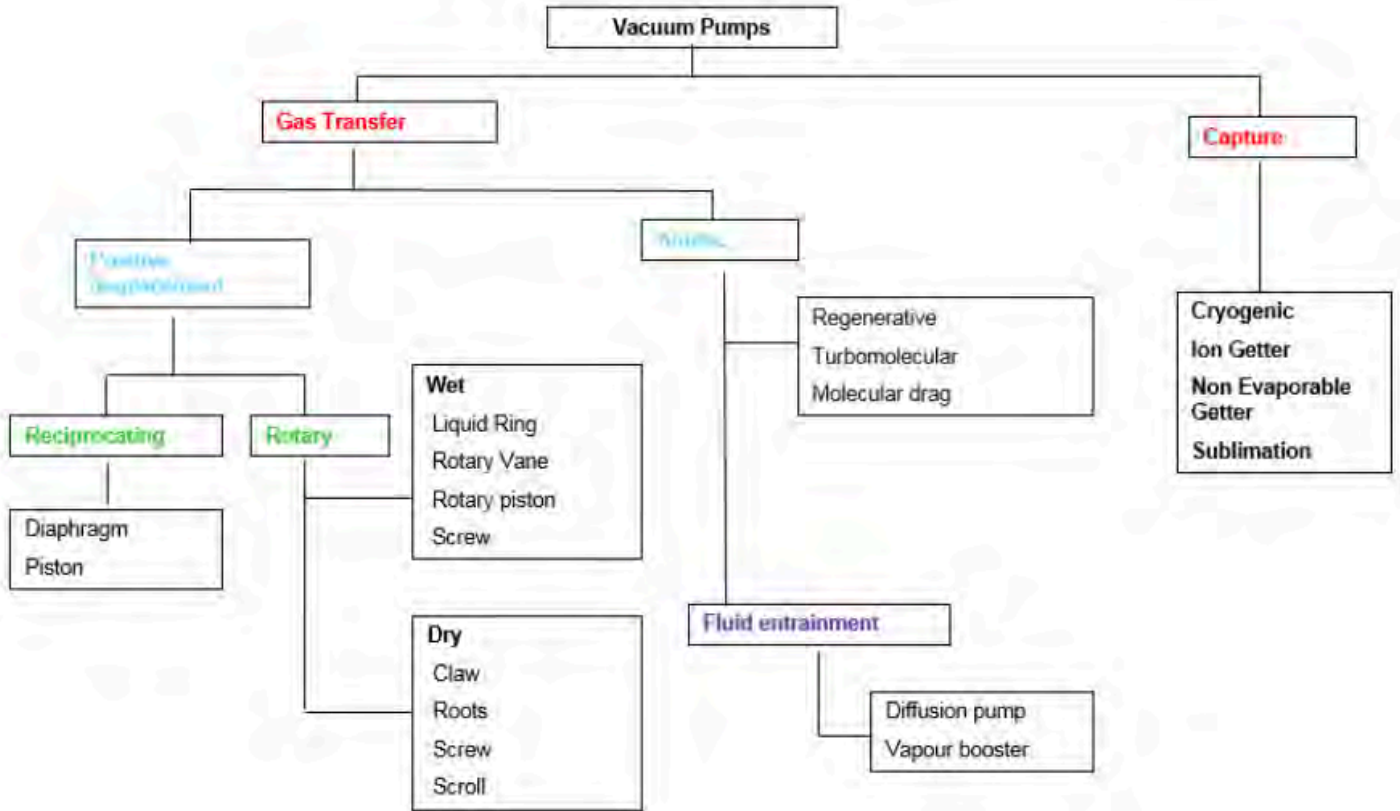 Vacuum Pumps
Gas Transfer
Capture
Positive
displacement
Reciprocating
Rotary
Diaphragm
Piston
Wet
Liquid Ring
Rotary Vane
Rotary piston
Screw
Dry
Claw
Roots
Screw
Scroll
Regenerative
Turbomolecular
Molecular drag
Fluid entrainment
Diffusion pump
Vapour booster
Cryogenic
Ion Getter
Non Evaporable
Getter
Sublimation